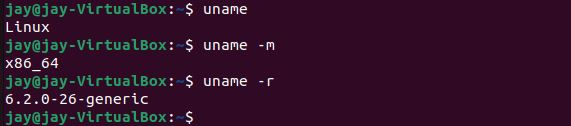 jay@jay-VirtualBox:~$ uname
Linux
jay@jay-VirtualBox:~$ uname -m
x86_64
jay@jay-VirtualBox:~$ uname -r
6.2.0-26-generic
jay@jay-VirtualBox:~$